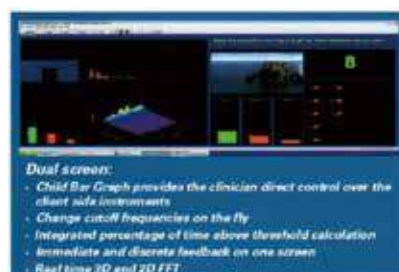 8
Dual screen:
- Child Bar Graph provides the clinician direct control over the
client side instruments
- Change cutoff frequencies on the fly
- Integrated percentage of time above threshold calculation
- Immediate and discrete feedback on one screen
- Real time 3D and 2D FFT